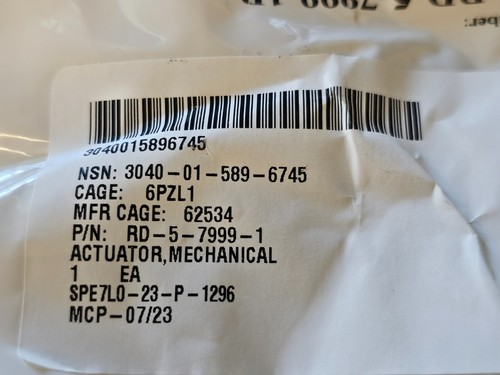 3040015896745
NSN: 3040-01-589-6745
CAGE: 6PZL1
MFR CAGE: 62534
P/N: RD-5-7999-1
ACTUATOR,MECHANICAL
1 EA
SPE7L0-23-P-1296
MCP-07/23